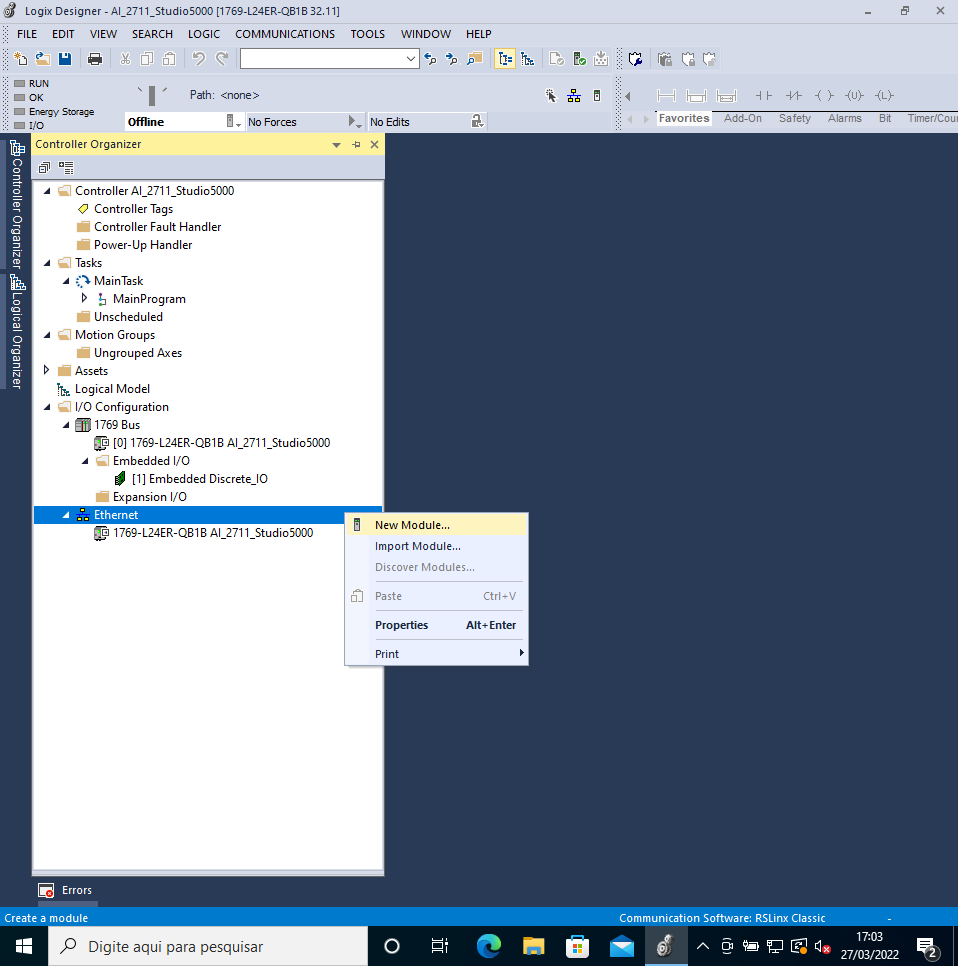 Logix Designer - AI_2711_Studio5000 [1769-L24ER-QB1B 32.11]
FILE EDIT VIEW SEARCH LOGIC COMMUNICATIONS TOOLS WINDOW HELP
RUN
OK
Energy Storage
I/O
Path: <none>
Offline No Forces No Edits
Favorites Add-On Safety Alarms Bit Timer/Cour
Controller Organizer
Logical Organizer
Controller Organizer
Controller AI_2711_Studio5000
Controller Tags
Controller Fault Handler
Power-Up Handler
Tasks
MainTask
MainProgram
Unscheduled
Motion Groups
Ungrouped Axes
Assets
Logical Model
I/O Configuration
1769 Bus
[0] 1769-L24ER-QB1B AI_2711_Studio5000
Embedded I/O
[1] Embedded Discrete_IO
Expansion I/O
Ethernet
1769-L24ER-QB1B AI_2711_Studio5000
New Module...
Import Module...
Discover Modules...
Paste Ctrl+V
Properties Alt+Enter
Print
Errors
Create a module
Communication Software: RSLinx Classic -
Digite aqui para pesquisar
17:03
27/03/2022
2